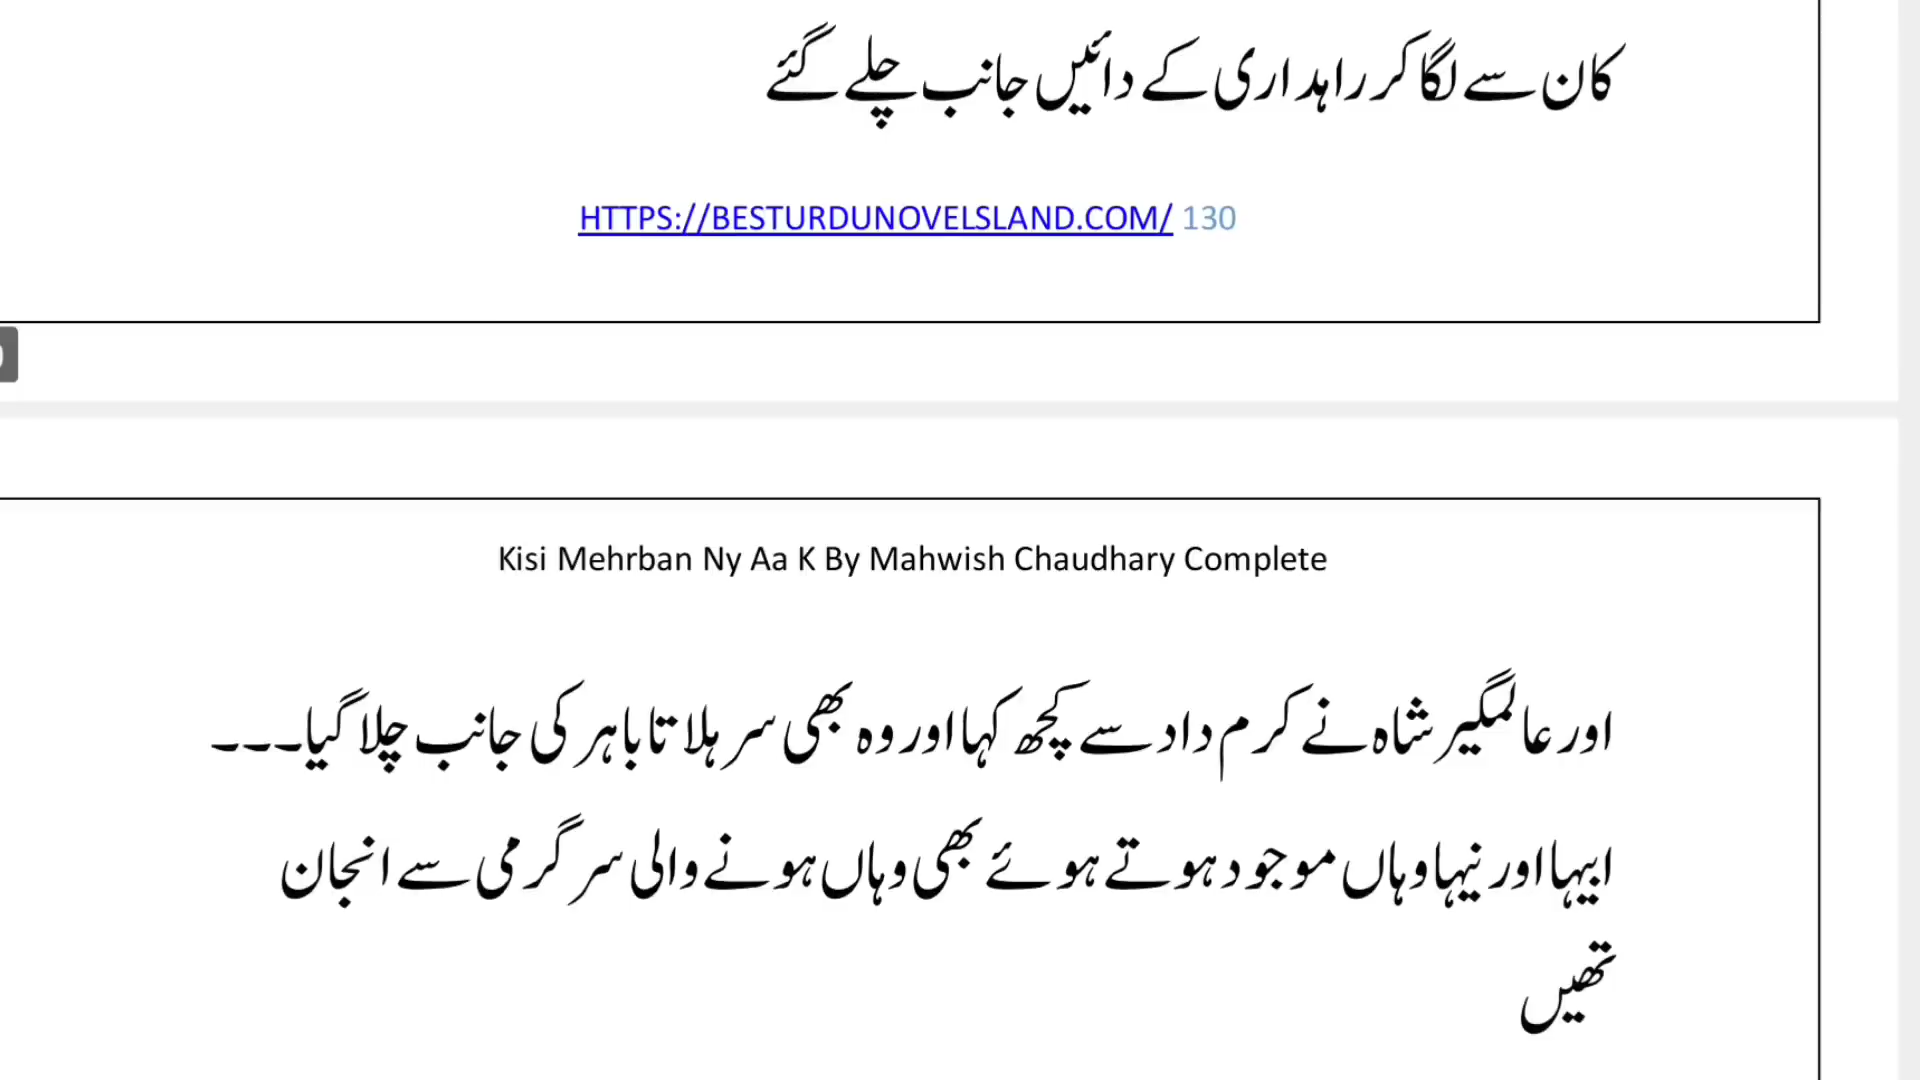 کان سے لگا کر راہداری کے دائیں جانب چلے گئے
HTTPS://BESTURDUNOVELSLAND.COM/ 130
Kisi Mehrban Ny Aa K By Mahwish Chaudhary Complete
اور عالمگیر شاہ نے کرم داد سے کچھ کہا اور وہ بھی سر ہلاتا باہر کی جانب چلا گیا۔۔۔
ابیہا اور نیہا وہاں موجود ہوتے ہوئے بھی وہاں ہونے والی سرگرمی سے انجان
تھیں